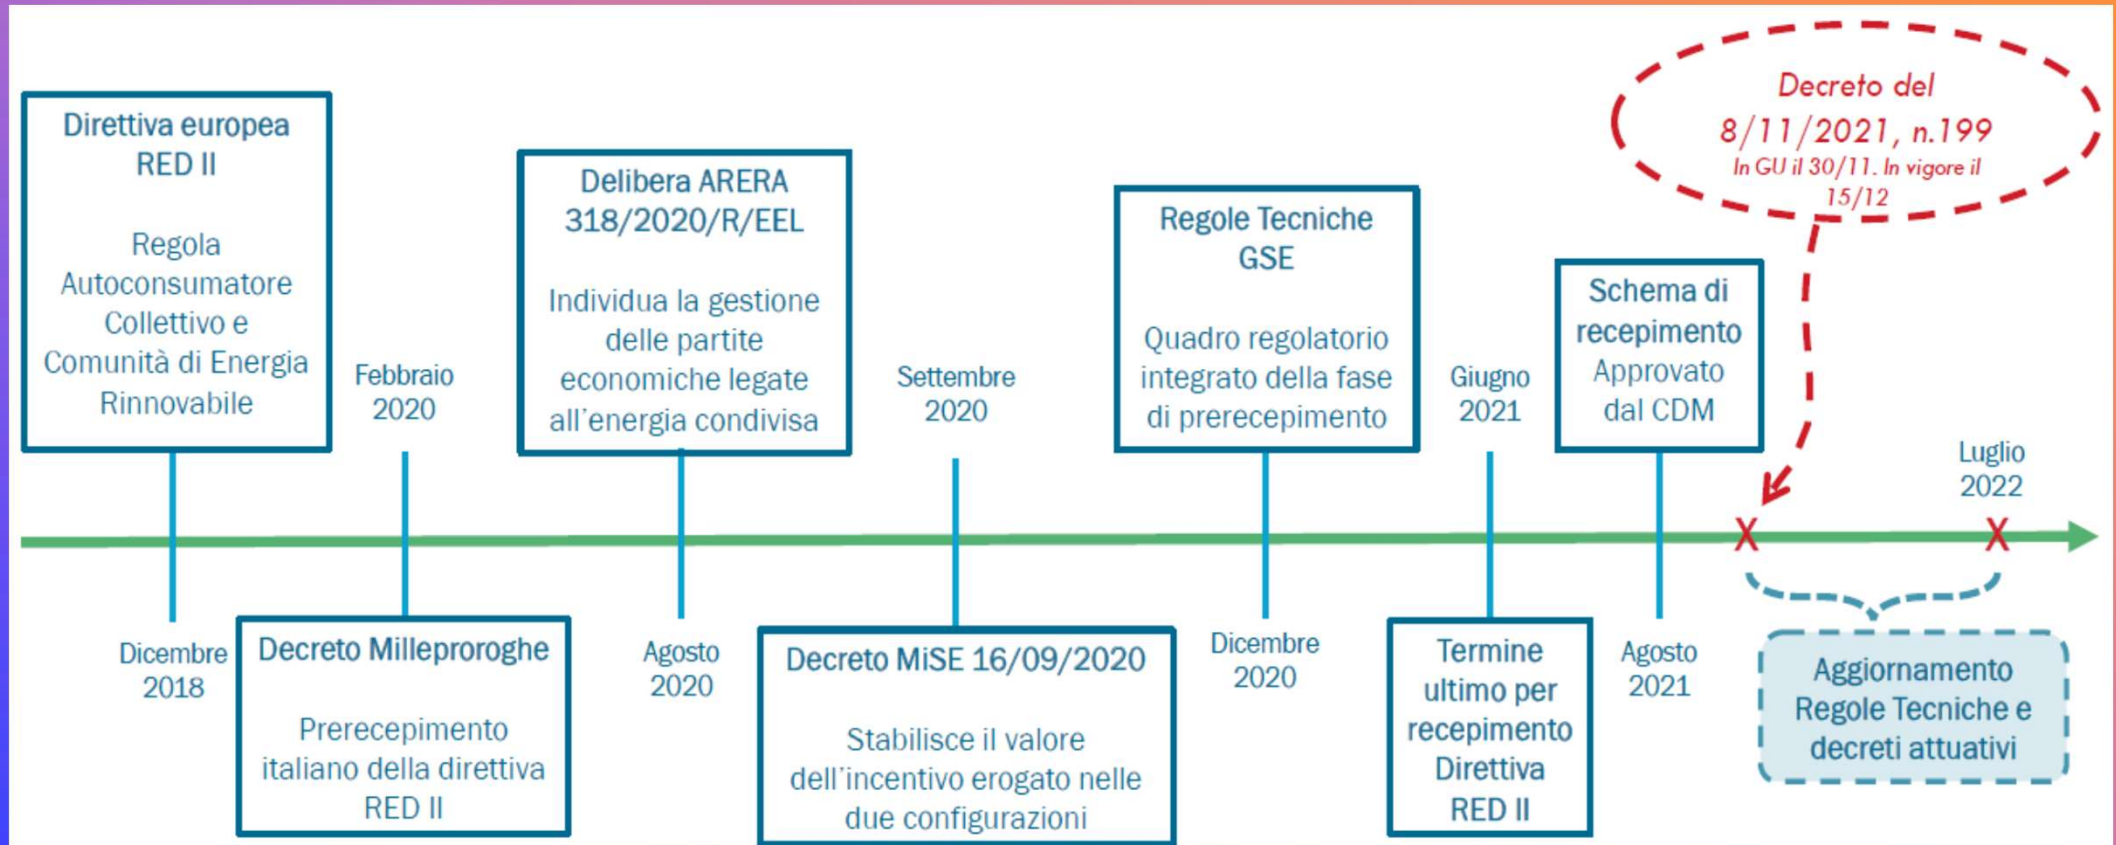 Direttiva europea
RED II
Regola
Autoconsumatore
Collettivo e
Comunità di Energia
Rinnovabile
Dicembre
2018
Febbraio
2020
Decreto Milleproroghe
Prerecepimento
italiano della direttiva
RED II
Delibera ARERA
318/2020/R/EEL
Individua la gestione
delle partite
economiche legate
all'energia condivisa
Agosto
2020
Settembre
2020
Decreto MiSE 16/09/2020
Stabilisce il valore
dell'incentivo erogato nelle
due configurazioni
Regole Tecniche
GSE
Quadro regolatorio
integrato della fase
di prerecepimento
Dicembre
2020
Giugno
2021
Termine
ultimo per
recepimento
Direttiva
RED II
Schema di
recepimento
Approvato
dal CDM
Agosto
2021
Decreto del
8/11/2021, n.199
In GU il 30/11. In vigore il
15/12
X
Luglio
2022
X
Aggiornamento
Regole Tecniche e
decreti attuativi